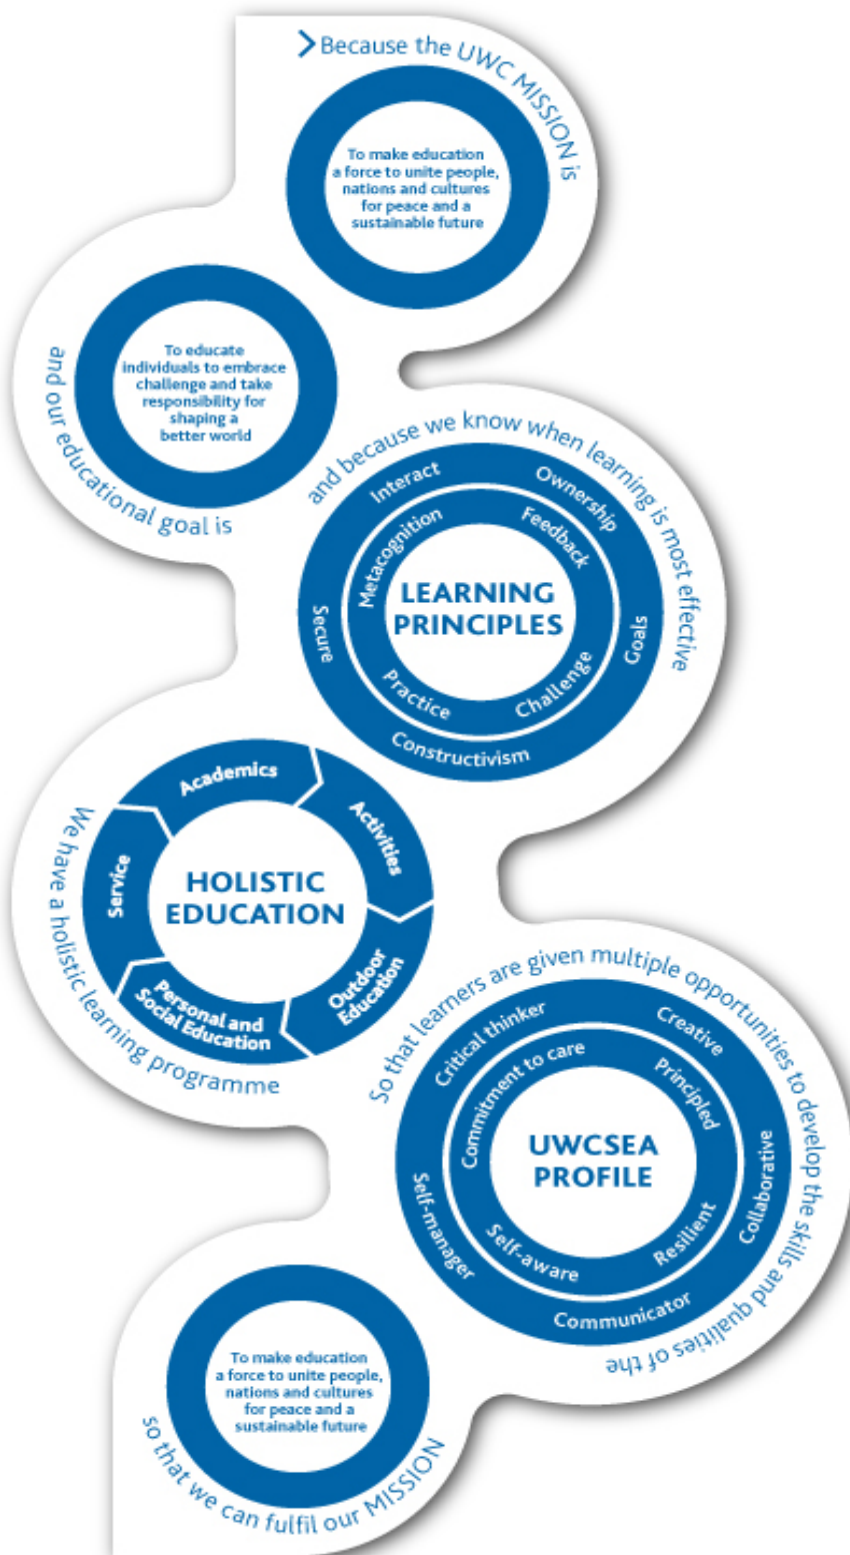 Because the UWC MISSION is
To make education
a force to unite people,
nations and cultures
for peace and a
sustainable future
and our educational goal is
To educate
individuals to embrace
challenge and take
responsibility for
shaping a
better world
and because we know when learning is most effective
Interact
Ownership
Goals
Constructivism
Secure
Metacognition
Feedback
Challenge
Practice
LEARNING
PRINCIPLES
We have a holistic learning programme
Academics
Activities
Outdoor
Education
Personal and
Social Education
Service
HOLISTIC
EDUCATION
So that learners are given multiple opportunities to develop the skills and qualities of the
Critical thinker
Creative
Collaborative
Communicator
Self-manager
Commitment to care
Principled
Resilient
Self-aware
UWCSEA
PROFILE
so that we can fulfil our MISSION
To make education
a force to unite people,
nations and cultures
for peace and a
sustainable future